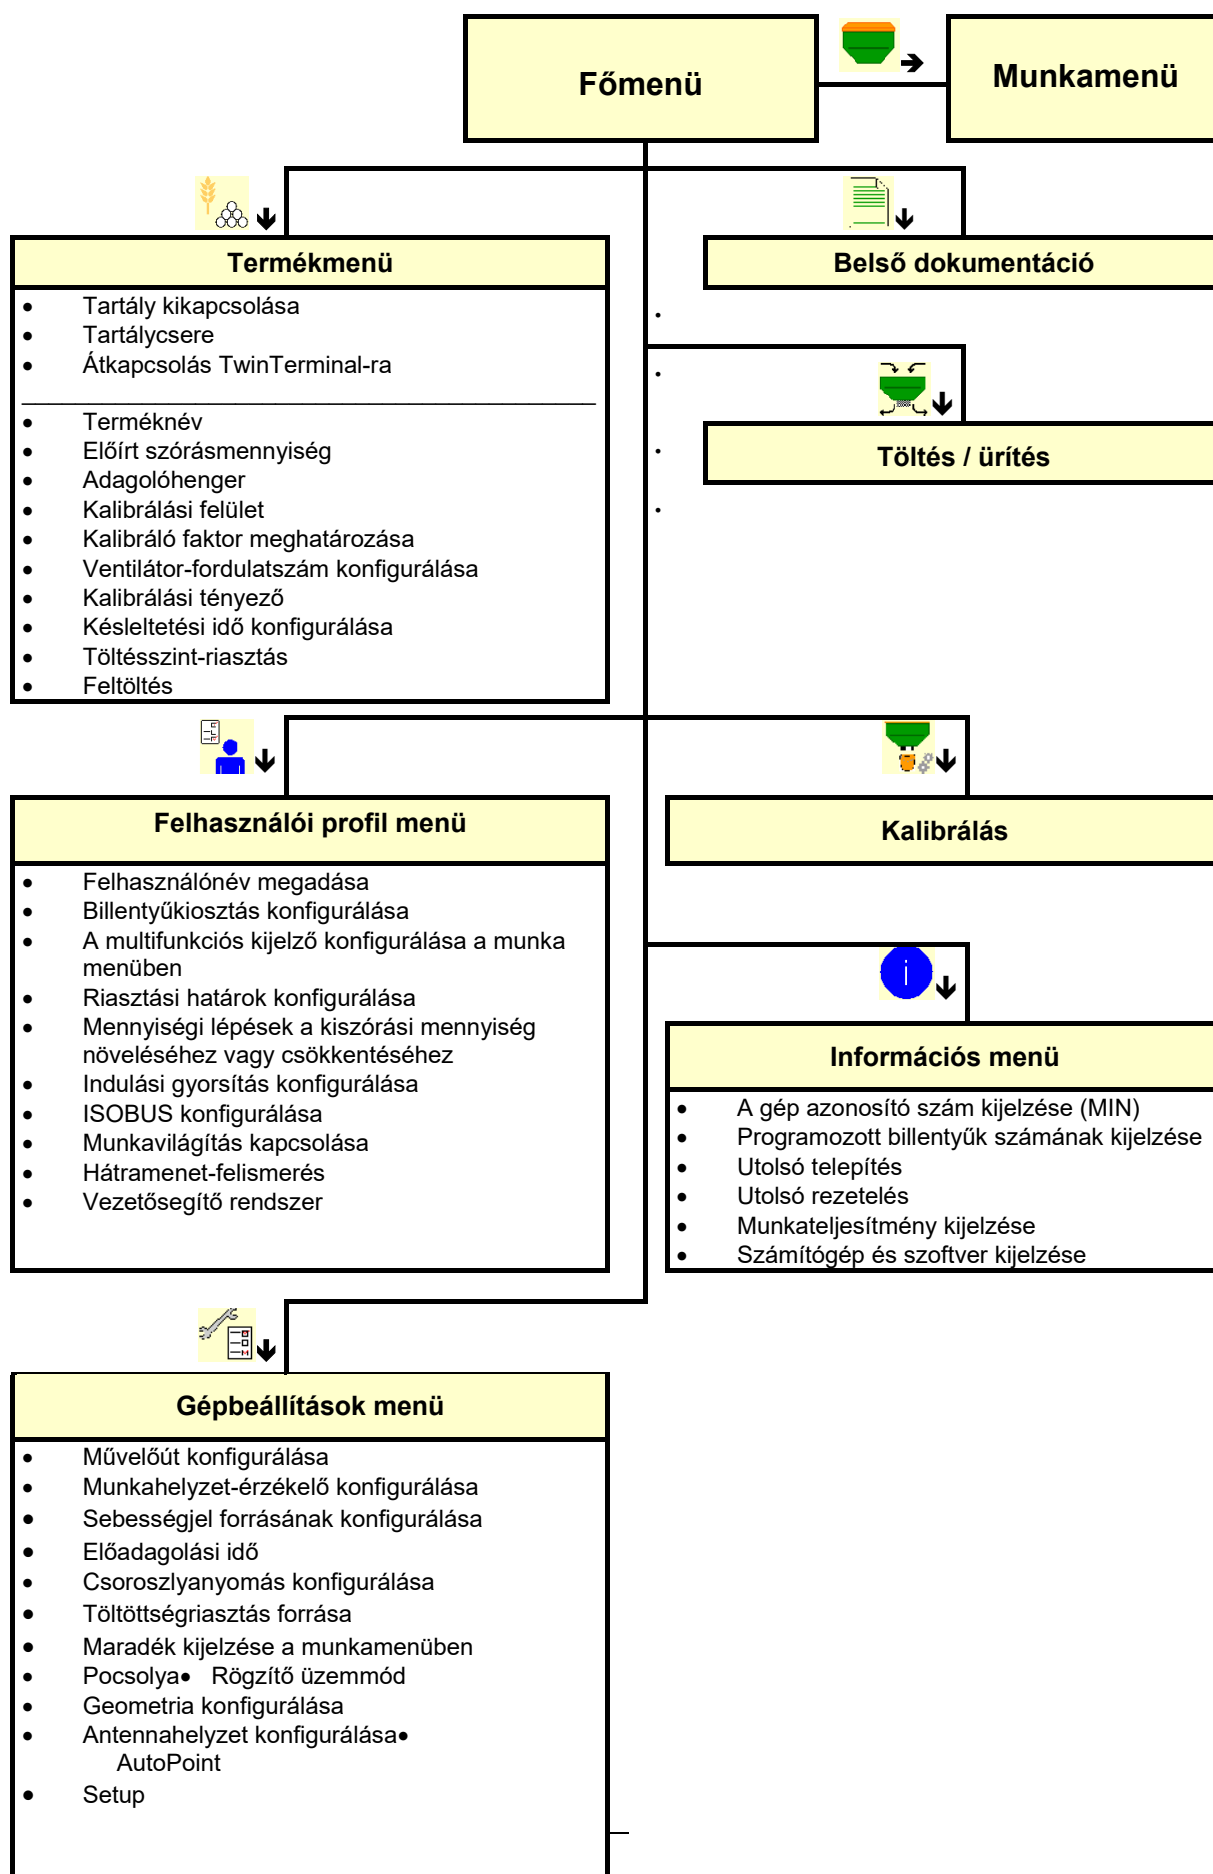 Főmenü
Munkamenü
Termékmenü
• Tartály kikapcsolása
• Tartálycsere
• Átkapcsolás TwinTerminal-ra
• Terméknév
• Előírt szórásmennyiség
• Adagolóhenger
• Kalibrálási felület
• Kalibráló faktor meghatározása
• Ventilátor-fordulatszám konfigurálása
• Kalibrálási tényező
• Késleltetési idő konfigurálása
• Töltésszint-riasztás
• Feltöltés
Belső dokumentáció
•
•
Töltés / ürítés
•
•
Felhasználói profil menü
• Felhasználónév megadása
• Billentyűkiosztás konfigurálása
• A multifunkciós kijelző konfigurálása a munka
menüben
• Riasztási határok konfigurálása
• Mennyiségi lépések a kiszórási mennyiség
növeléséhez vagy csökkentéséhez
• Indulási gyorsítás konfigurálása
• ISOBUS konfigurálása
• Munkavilágítás kapcsolása
• Hátramenet-felismerés
• Vezetősegítő rendszer
Kalibrálás
Információs menü
• A gép azonosító szám kijelzése (MIN)
• Programozott billentyűk számának kijelzése
• Utolsó telepítés
• Utolsó rezetelés
• Munkateljesítmény kijelzése
• Számítógép és szoftver kijelzése
Gépbeállítások menü
• Művelőút konfigurálása
• Munkahelyzet-érzékelő konfigurálása
• Sebességjel forrásának konfigurálása
• Előadagolási idő
• Csoroszlyanyomás konfigurálása
• Töltöttségriasztás forrása
• Maradék kijelzése a munkamenüben
• Pocsolya• Rögzítő üzemmód
• Geometria konfigurálása
• Antennahelyzet konfigurálása•
AutoPoint
• Setup